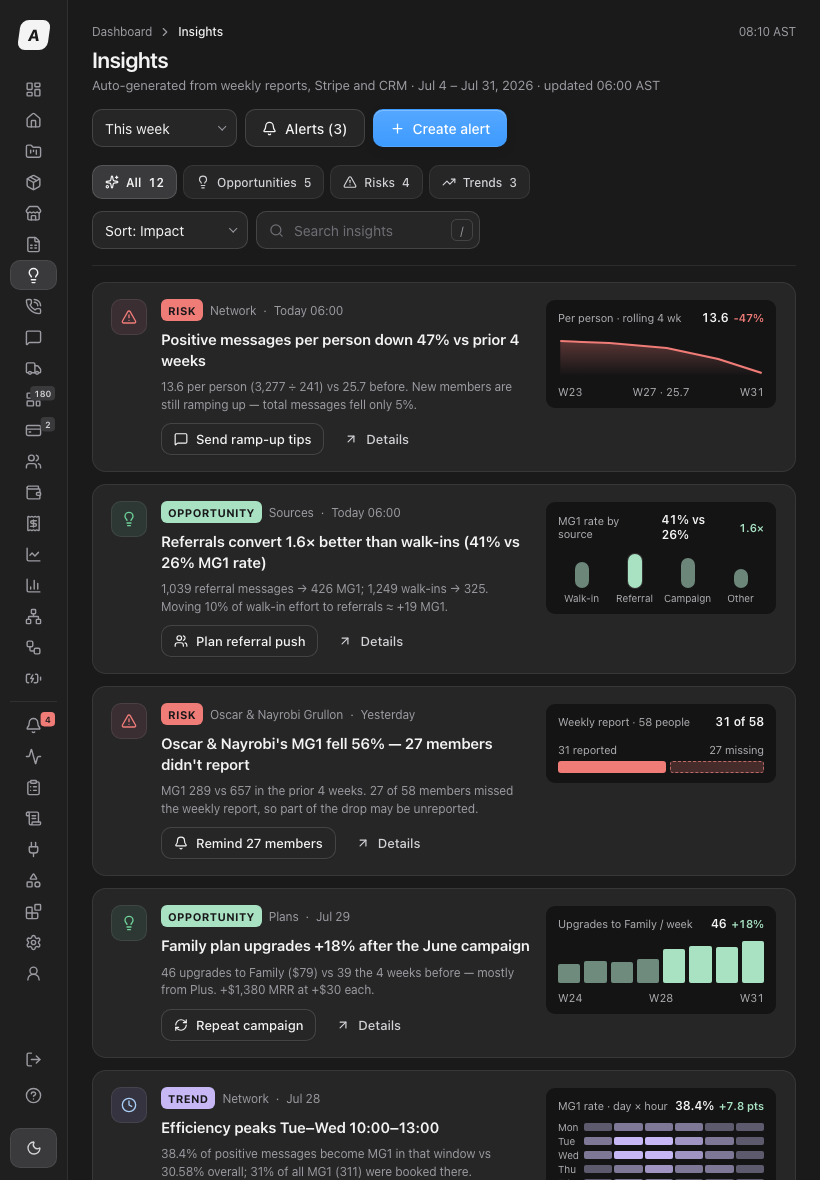 A
Dashboard > Insights
08:10 AST
Insights
Auto-generated from weekly reports, Stripe and CRM · Jul 4 – Jul 31, 2026 · updated 06:00 AST
This week
Alerts (3)
+ Create alert
All 12
Opportunities 5
Risks 4
Trends 3
Sort: Impact
Search insights
/
180
2
4
RISK Network · Today 06:00
Positive messages per person down 47% vs prior 4
weeks
13.6 per person (3,277 ÷ 241) vs 25.7 before. New members are
still ramping up — total messages fell only 5%.
Send ramp-up tips
Details
Per person · rolling 4 wk 13.6 -47%
W23 W27 · 25.7 W31
OPPORTUNITY Sources · Today 06:00
Referrals convert 1.6× better than walk-ins (41% vs
26% MG1 rate)
1,039 referral messages → 426 MG1; 1,249 walk-ins → 325.
Moving 10% of walk-in effort to referrals ≈ +19 MG1.
Plan referral push
Details
MG1 rate by
source
41% vs
26%
1.6×
Walk-in Referral Campaign Other
RISK Oscar & Nayrobi Grullon · Yesterday
Oscar & Nayrobi's MG1 fell 56% — 27 members
didn't report
MG1 289 vs 657 in the prior 4 weeks. 27 of 58 members missed
the weekly report, so part of the drop may be unreported.
Remind 27 members
Details
Weekly report · 58 people 31 of 58
31 reported 27 missing
OPPORTUNITY Plans · Jul 29
Family plan upgrades +18% after the June campaign
46 upgrades to Family ($79) vs 39 the 4 weeks before — mostly
from Plus. +$1,380 MRR at +$30 each.
Repeat campaign
Details
Upgrades to Family / week 46 +18%
W24 W28 W31
TREND Network · Jul 28
Efficiency peaks Tue–Wed 10:00–13:00
38.4% of positive messages become MG1 in that window vs
30.58% overall; 31% of all MG1 (311) were booked there.
MG1 rate · day × hour 38.4% +7.8 pts
Mon
Tue
Wed
Thu